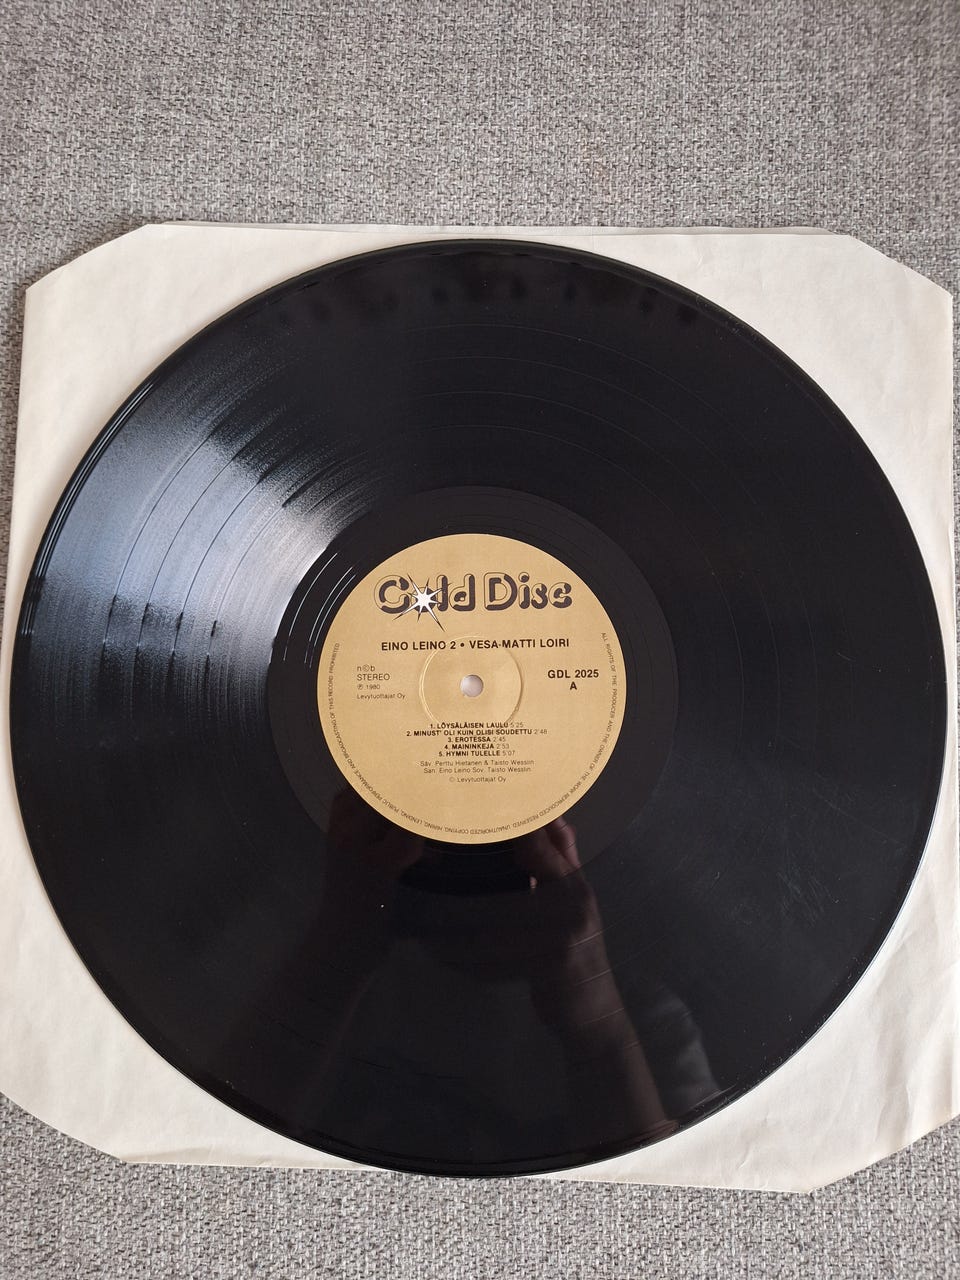 Gold Disc
EINO LEINO 2 • VESA-MATTI LOIRI
n©b
STEREO
℗ 1980
Levytuottajat Oy
GDL 2025
A
1. LÖYSÄLÄISEN LAULU 5'25
2. MINUST' OLI KUIN OLISI SOUDETTU 2'48
3. EROTESSA 2'45
4. MAININKEJA 2'53
5. HYMNI TULELLE 5'07
Säv. Perttu Hietanen & Taisto Wesslin
San. Eino Leino Sov. Taisto Wesslin
© Levytuottajat Oy
ALL RIGHTS OF THE PRODUCER AND THE OWNER OF THE WORK REPRODUCED RESERVED. UNAUTHORIZED COPYING, HIRING, LENDING, PUBLIC PERFORMANCE AND BROADCASTING OF THIS RECORD PROHIBITED